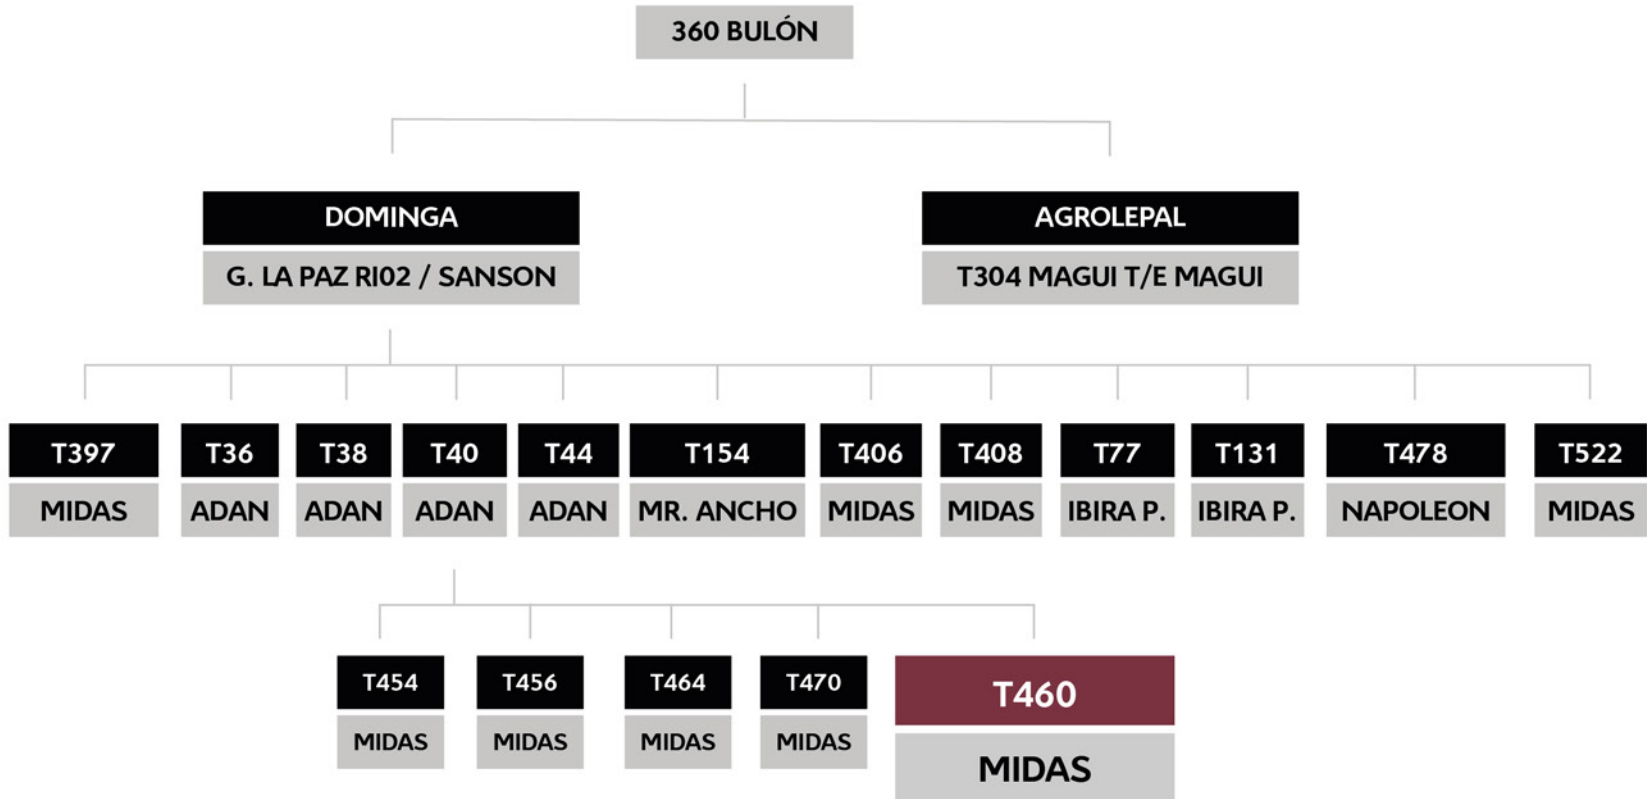 360 BULÓN
DOMINGA
AGROLEPAL
G. LA PAZ RI02 / SANSON
T304 MAGUI T/E MAGUI
T397
T36
T38
T40
T44
T154
T406
T408
T77
T131
T478
T522
MIDAS
ADAN
ADAN
ADAN
ADAN
MR. ANCHO
MIDAS
MIDAS
IBIRA P.
IBIRA P.
NAPOLEON
MIDAS
T454
T456
T464
T470
T460
MIDAS
MIDAS
MIDAS
MIDAS
MIDAS